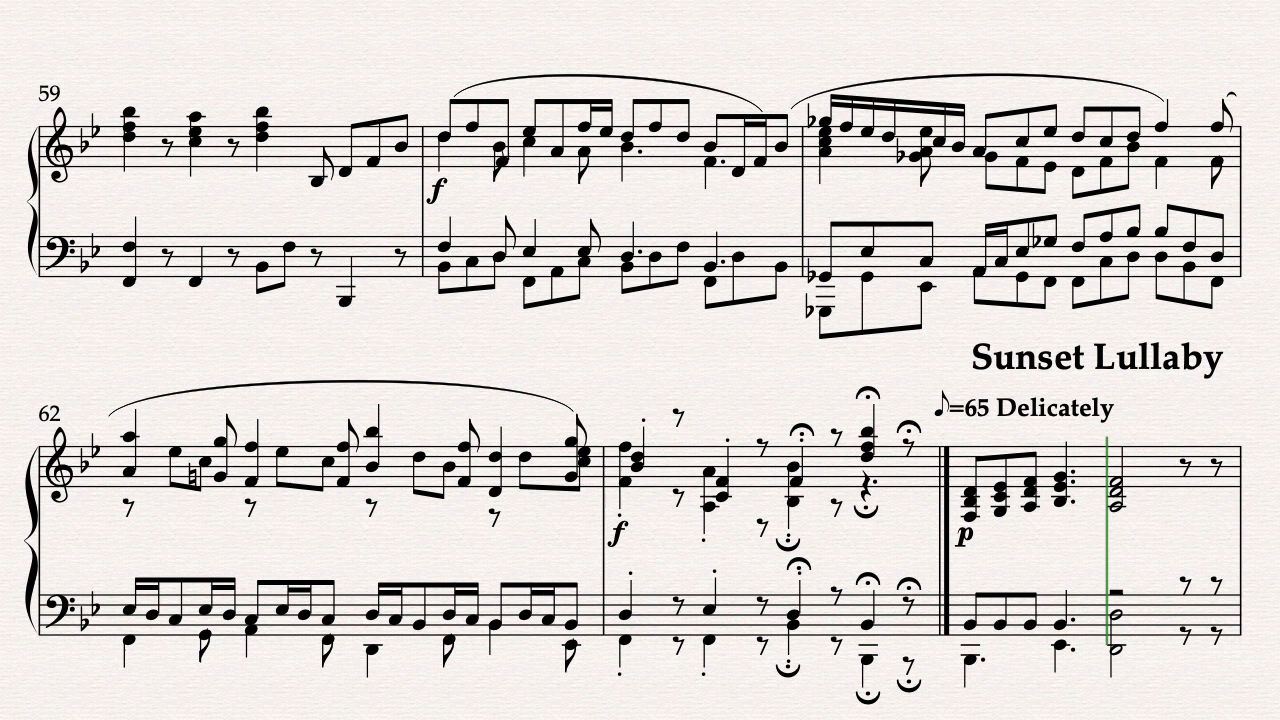 59
f
Sunset Lullaby
62
♪=65 Delicately
f
p